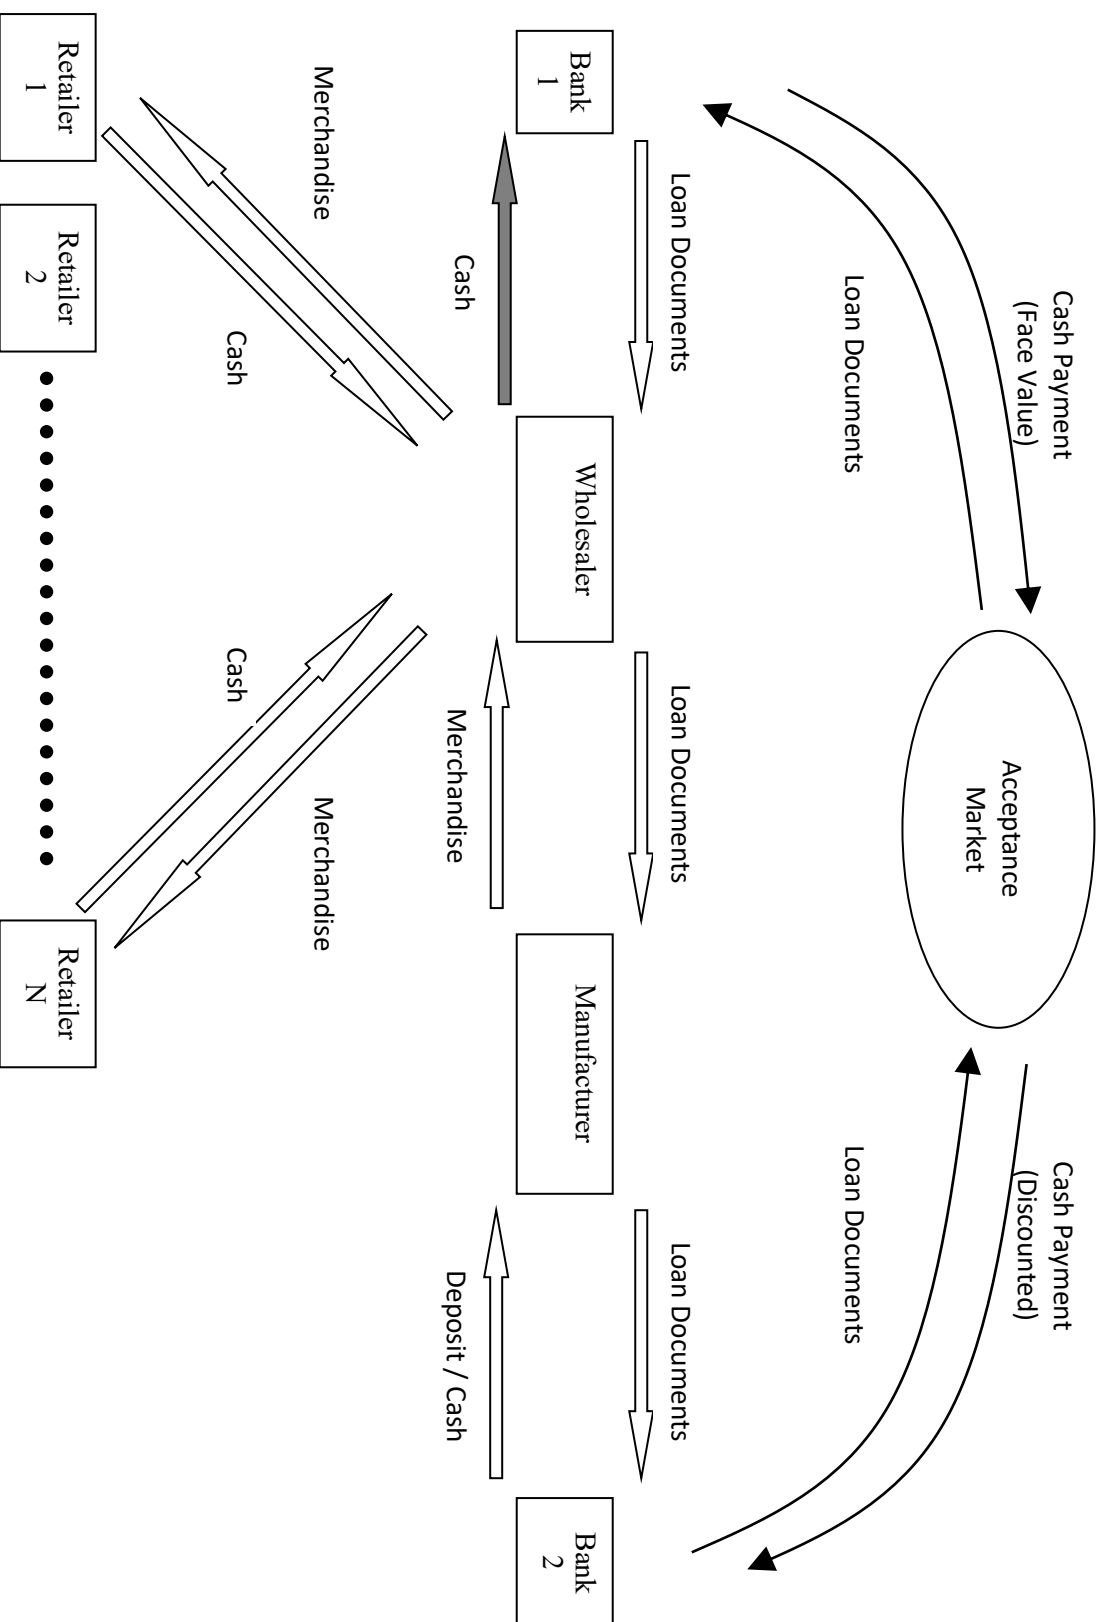 Cash Payment
(Face Value)
Cash Payment
(Discounted)
Acceptance
Market
Loan Documents
Loan Documents
Loan Documents
Loan Documents
Loan Documents
Bank
1
Wholesaler
Manufacturer
Bank
2
Cash
Merchandise
Deposit / Cash
Merchandise
Merchandise
Cash
Cash
Retailer
1
Retailer
2
Retailer
N